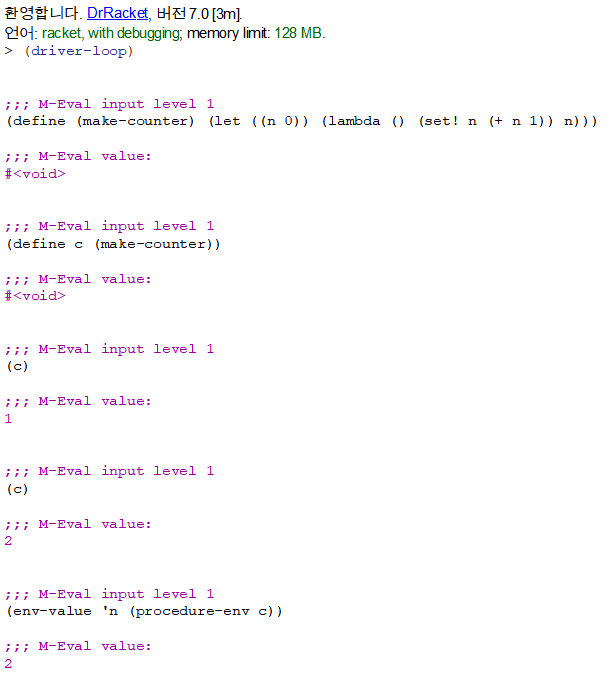 환영합니다. DrRacket, 버전 7.0 [3m].
언어: racket, with debugging; memory limit: 128 MB.
> (driver-loop)
;;; M-Eval input level 1
(define (make-counter) (let ((n 0)) (lambda () (set! n (+ n 1)) n)))
;;; M-Eval value:
#<void>
;;; M-Eval input level 1
(define c (make-counter))
;;; M-Eval value:
#<void>
;;; M-Eval input level 1
(c)
;;; M-Eval value:
1
;;; M-Eval input level 1
(c)
;;; M-Eval value:
2
;;; M-Eval input level 1
(env-value 'n (procedure-env c))
;;; M-Eval value:
2